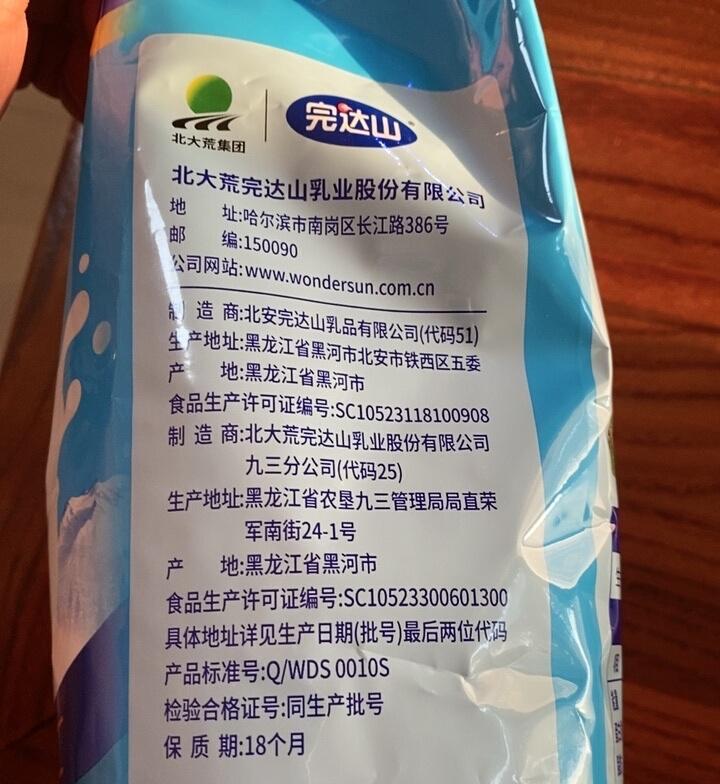 北大荒集团
完达山
北大荒完达山乳业股份有限公司
地 址:哈尔滨市南岗区长江路386号
邮 编:150090
公司网站:www.wondersun.com.cn
制造商:北安完达山乳品有限公司(代码51)
生产地址:黑龙江省黑河市北安市铁西区五委
产 地:黑龙江省黑河市
食品生产许可证编号:SC10523118100908
制造商:北大荒完达山乳业股份有限公司
九三分公司(代码25)
生产地址:黑龙江省农垦九三管理局局直荣
军南街24-1号
产 地:黑龙江省黑河市
食品生产许可证编号:SC10523300601300
具体地址详见生产日期(批号)最后两位代码
产品标准号:Q/WDS 0010S
检验合格证号:同生产批号
保质期:18个月